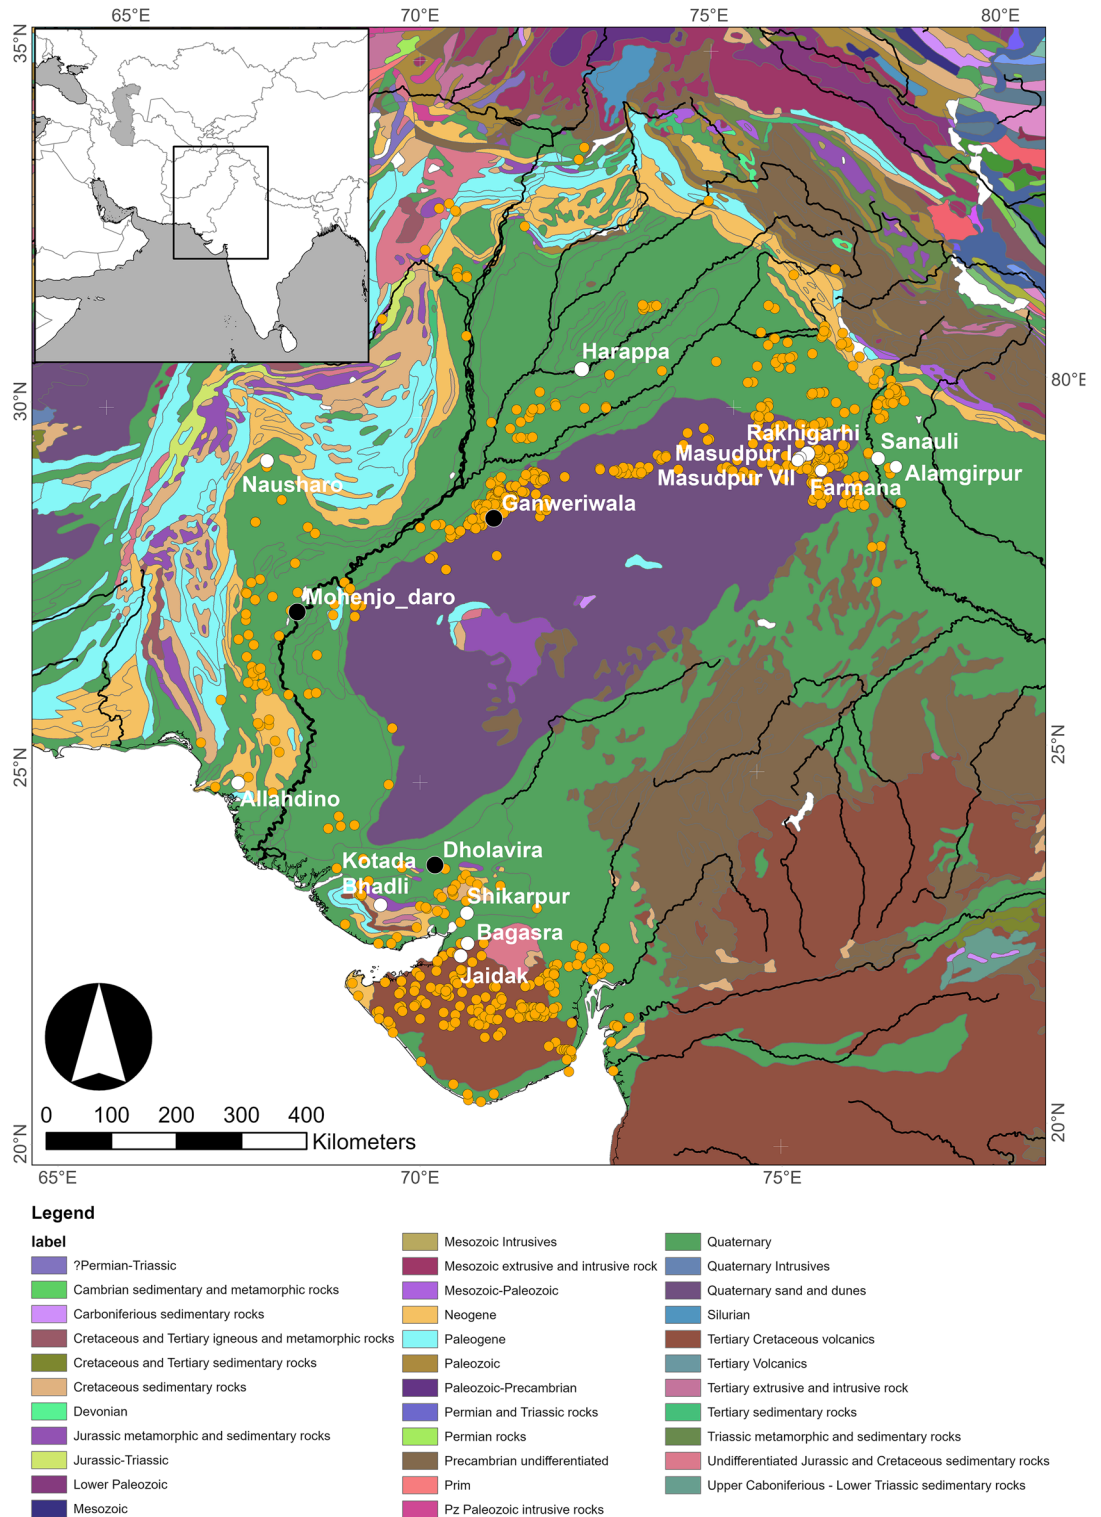 65°E 70°E 75°E 80°E
35°N
Harappa
80°E
30°N
Rakhigarhi
Sanauli
Masudpur I
Alamgirpur
Nausharo
Masudpur VII
Farmana
Ganweriwala
Mohenjo_daro
25°N
25°N
Allahdino
Dholavira
Kotada
Bhadli
Shikarpur
Bagasra
Jaidak
0 100 200 300 400
Kilometers
20°N
20°N
65°E 70°E 75°E
Legend
label
?Permian-Triassic
Cambrian sedimentary and metamorphic rocks
Carboniferious sedimentary rocks
Cretaceous and Tertiary igneous and metamorphic rocks
Cretaceous and Tertiary sedimentary rocks
Cretaceous sedimentary rocks
Devonian
Jurassic metamorphic and sedimentary rocks
Jurassic-Triassic
Lower Paleozoic
Mesozoic
Mesozoic Intrusives
Mesozoic extrusive and intrusive rock
Mesozoic-Paleozoic
Neogene
Paleogene
Paleozoic
Paleozoic-Precambrian
Permian and Triassic rocks
Permian rocks
Precambrian undifferentiated
Prim
Pz Paleozoic intrusive rocks
Quaternary
Quaternary Intrusives
Quaternary sand and dunes
Silurian
Tertiary Cretaceous volcanics
Tertiary Volcanics
Tertiary extrusive and intrusive rock
Tertiary sedimentary rocks
Triassic metamorphic and sedimentary rocks
Undifferentiated Jurassic and Cretaceous sedimentary rocks
Upper Caboniferious - Lower Triassic sedimentary rocks